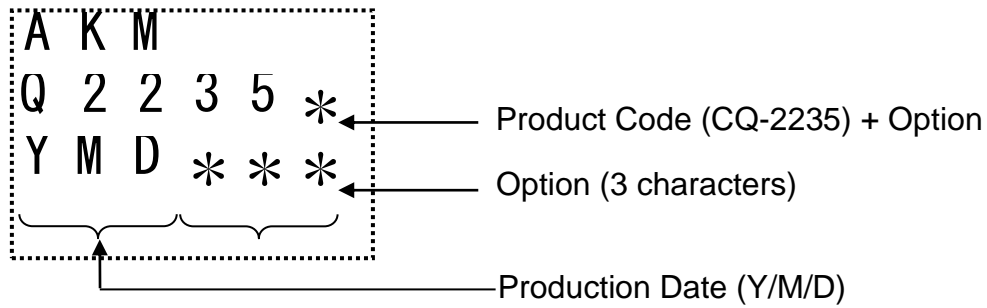 A K M
Q 2 2 3 5 *
Y M D * * *
Product Code (CQ-2235) + Option
Option (3 characters)
Production Date (Y/M/D)